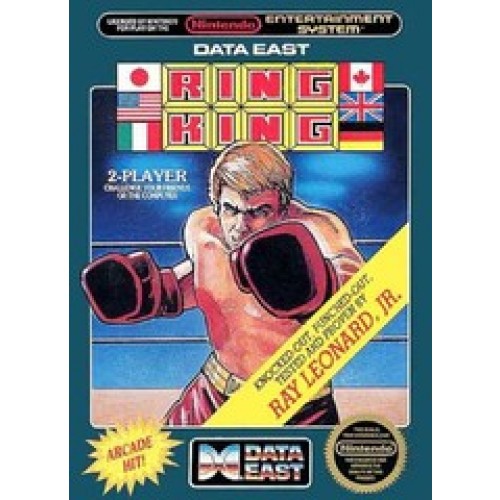 LICENSED BY NINTENDO
FOR PLAY ON THE
Nintendo
ENTERTAINMENT
SYSTEM
DATA EAST
RING
KING
2-PLAYER
CHALLENGE YOUR FRIENDS
OR THE COMPUTER
KNOCKED-OUT, PUNCHED-OUT,
TESTED AND PROVEN BY
RAY LEONARD, JR.
ARCADE
HIT!
DATA
EAST
Nintendo